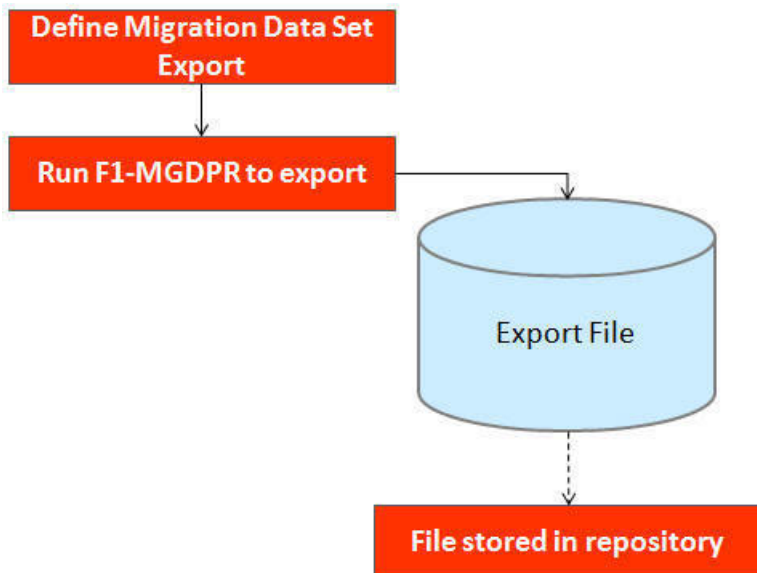 Define Migration Data Set
Export
Run F1-MGDPR to export
Export File
File stored in repository